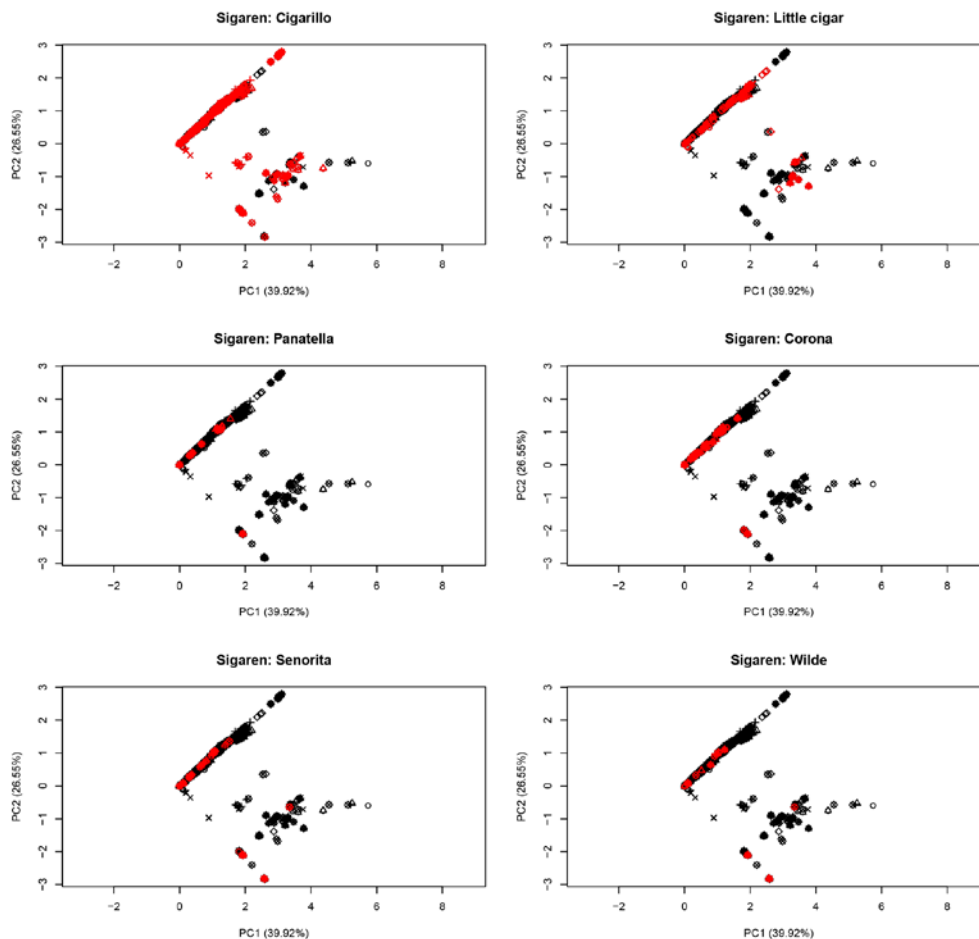 Sigaren: Cigarillo
PC2 (26.55%)
3
2
1
0
−1
−2
−3
−2 0 2 4 6 8
PC1 (39.92%)
Sigaren: Little cigar
PC2 (26.55%)
3
2
1
0
−1
−2
−3
−2 0 2 4 6 8
PC1 (39.92%)
Sigaren: Panatella
PC2 (26.55%)
3
2
1
0
−1
−2
−3
−2 0 2 4 6 8
PC1 (39.92%)
Sigaren: Corona
PC2 (26.55%)
3
2
1
0
−1
−2
−3
−2 0 2 4 6 8
PC1 (39.92%)
Sigaren: Senorita
PC2 (26.55%)
3
2
1
0
−1
−2
−3
−2 0 2 4 6 8
PC1 (39.92%)
Sigaren: Wilde
PC2 (26.55%)
3
2
1
0
−1
−2
−3
−2 0 2 4 6 8
PC1 (39.92%)